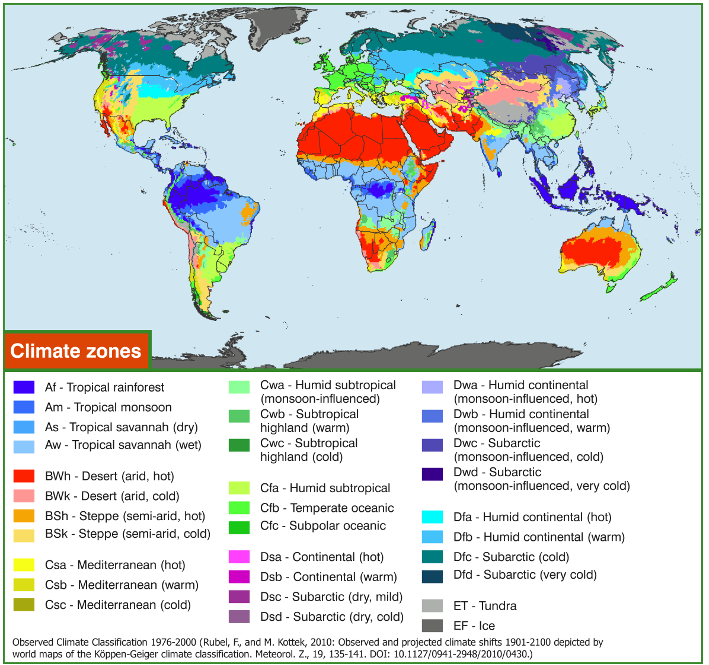 Climate zones
Af - Tropical rainforest
Am - Tropical monsoon
As - Tropical savannah (dry)
Aw - Tropical savannah (wet)
BWh - Desert (arid, hot)
BWk - Desert (arid, cold)
BSh - Steppe (semi-arid, hot)
BSk - Steppe (semi-arid, cold)
Csa - Mediterranean (hot)
Csb - Mediterranean (warm)
Csc - Mediterranean (cold)
Cwa - Humid subtropical
(monsoon-influenced)
Cwb - Subtropical
highland (warm)
Cwc - Subtropical
highland (cold)
Cfa - Humid subtropical
Cfb - Temperate oceanic
Cfc - Subpolar oceanic
Dsa - Continental (hot)
Dsb - Continental (warm)
Dsc - Subarctic (dry, mild)
Dsd - Subarctic (dry, cold)
Dwa - Humid continental
(monsoon-influenced, hot)
Dwb - Humid continental
(monsoon-influenced, warm)
Dwc - Subarctic
(monsoon-influenced, cold)
Dwd - Subarctic
(monsoon-influenced, very cold)
Dfa - Humid continental (hot)
Dfb - Humid continental (warm)
Dfc - Subarctic (cold)
Dfd - Subarctic (very cold)
ET - Tundra
EF - Ice
Observed Climate Classification 1976-2000 (Rubel, F., and M. Kottek, 2010: Observed and projected climate shifts 1901-2100 depicted by
world maps of the Köppen-Geiger climate classification. Meteorol. Z., 19, 135-141. DOI: 10.1127/0941-2948/2010/0430.)